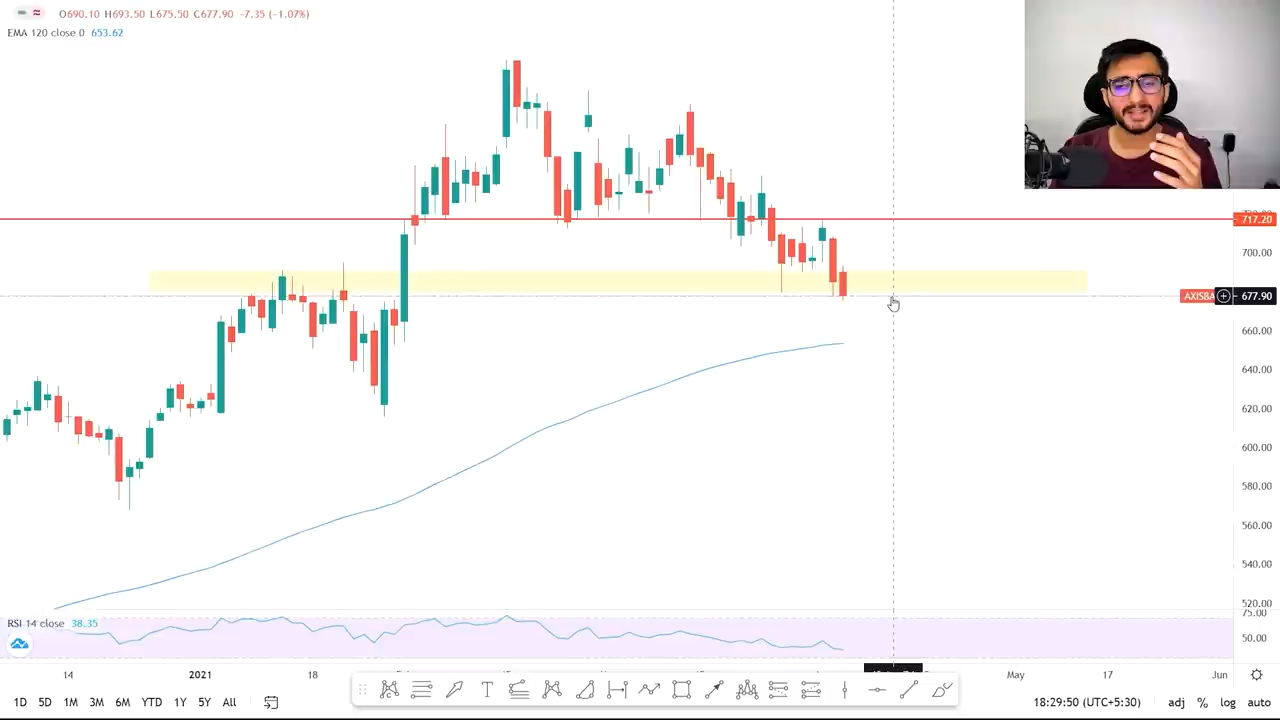 O690.10 H693.50 L675.50 C677.90 −7.35 (−1.07%)
EMA 120 close 0 653.62
717.20
700.00
AXISBA 677.90
660.00
640.00
620.00
600.00
580.00
560.00
540.00
520.00
75.00
RSI 14 close 38.35
50.00
14 2021 18 May 17 Jun
1D 5D 1M 3M 6M YTD 1Y 5Y All 18:29:50 (UTC+5:30) adj % log auto